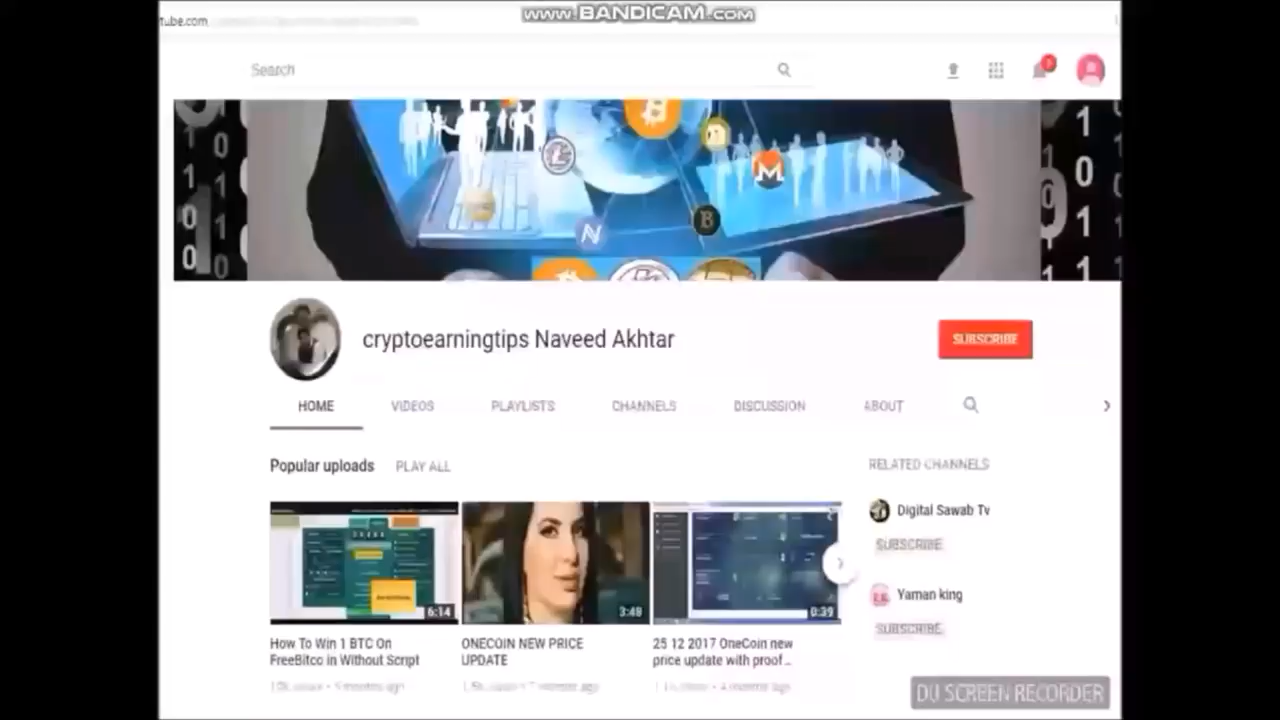 www.BANDICAM.com
tube.com
Search
cryptoearningtips Naveed Akhtar
SUBSCRIBE
HOME
VIDEOS
PLAYLISTS
CHANNELS
DISCUSSION
ABOUT
Popular uploads
PLAY ALL
RELATED CHANNELS
Digital Sawab Tv
SUBSCRIBE
Yaman king
SUBSCRIBE
6:14
3:48
0:39
How To Win 1 BTC On
FreeBitco in Without Script
ONECOIN NEW PRICE
UPDATE
25 12 2017 OneCoin new
price update with proof...
DU SCREEN RECORDER